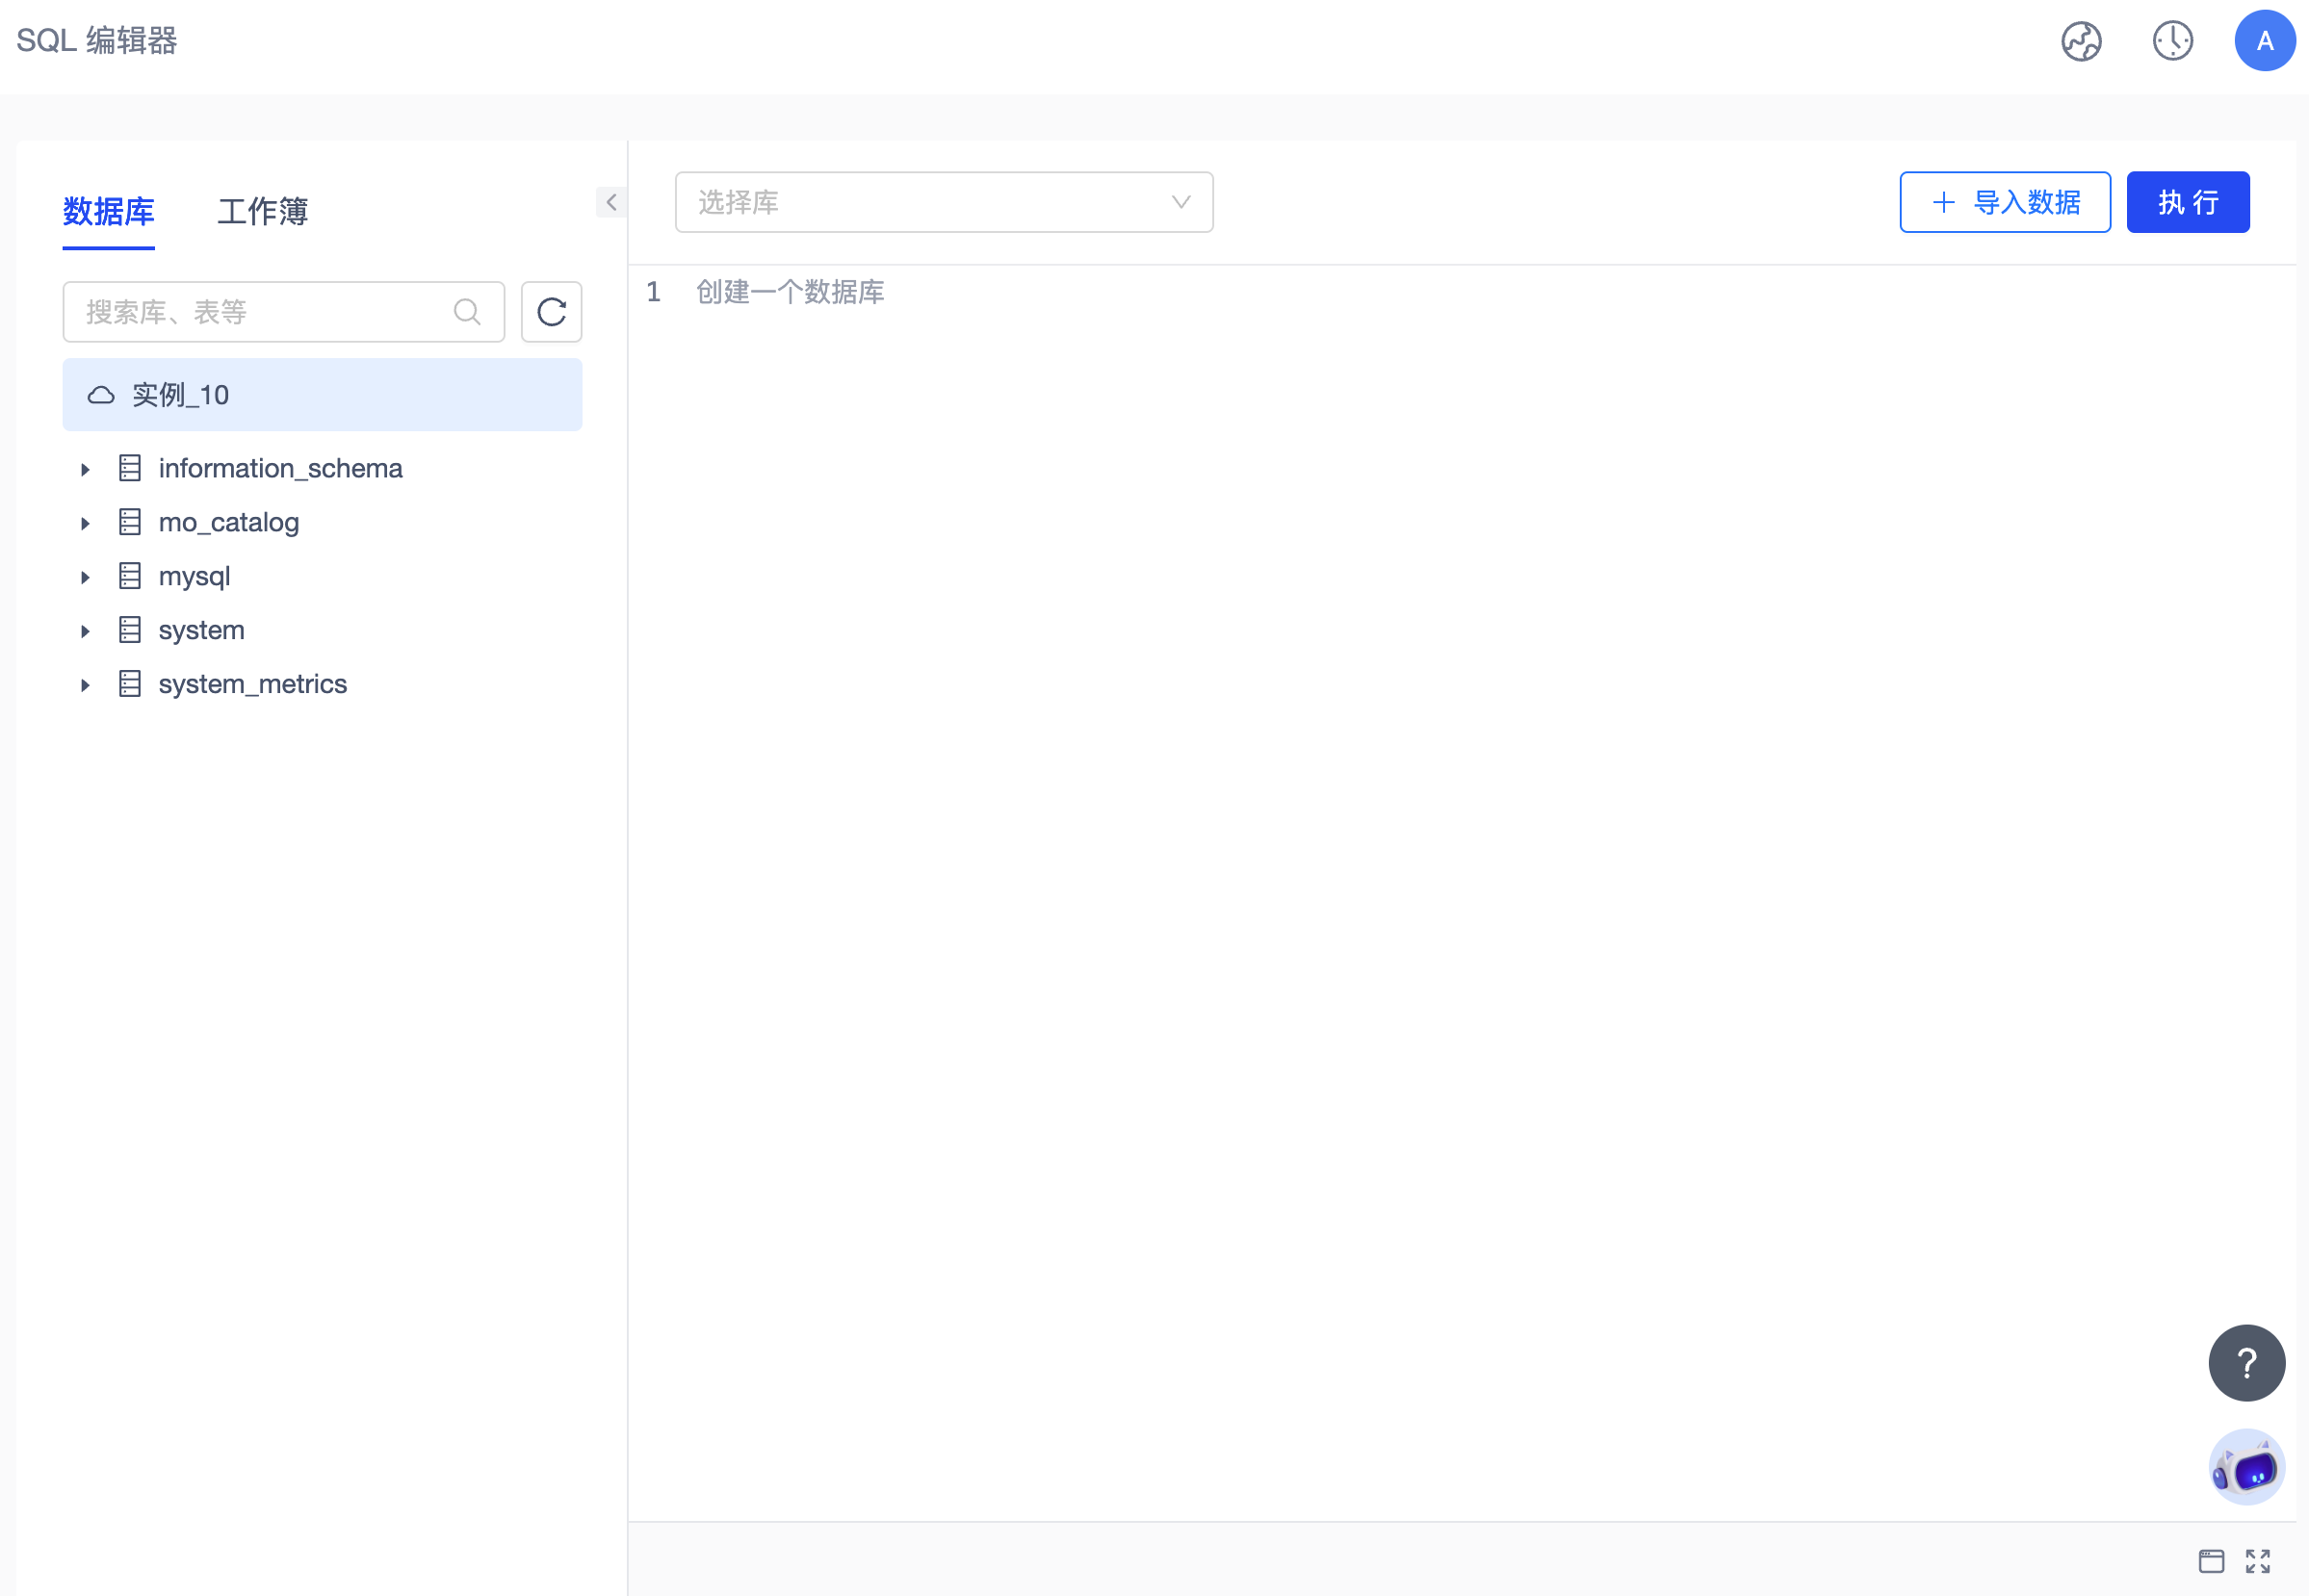 SQL 编辑器
A
数据库
工作簿
选择库
导入数据
执 行
搜索库、表等
1 创建一个数据库
实例_10
information_schema
mo_catalog
mysql
system
system_metrics
?